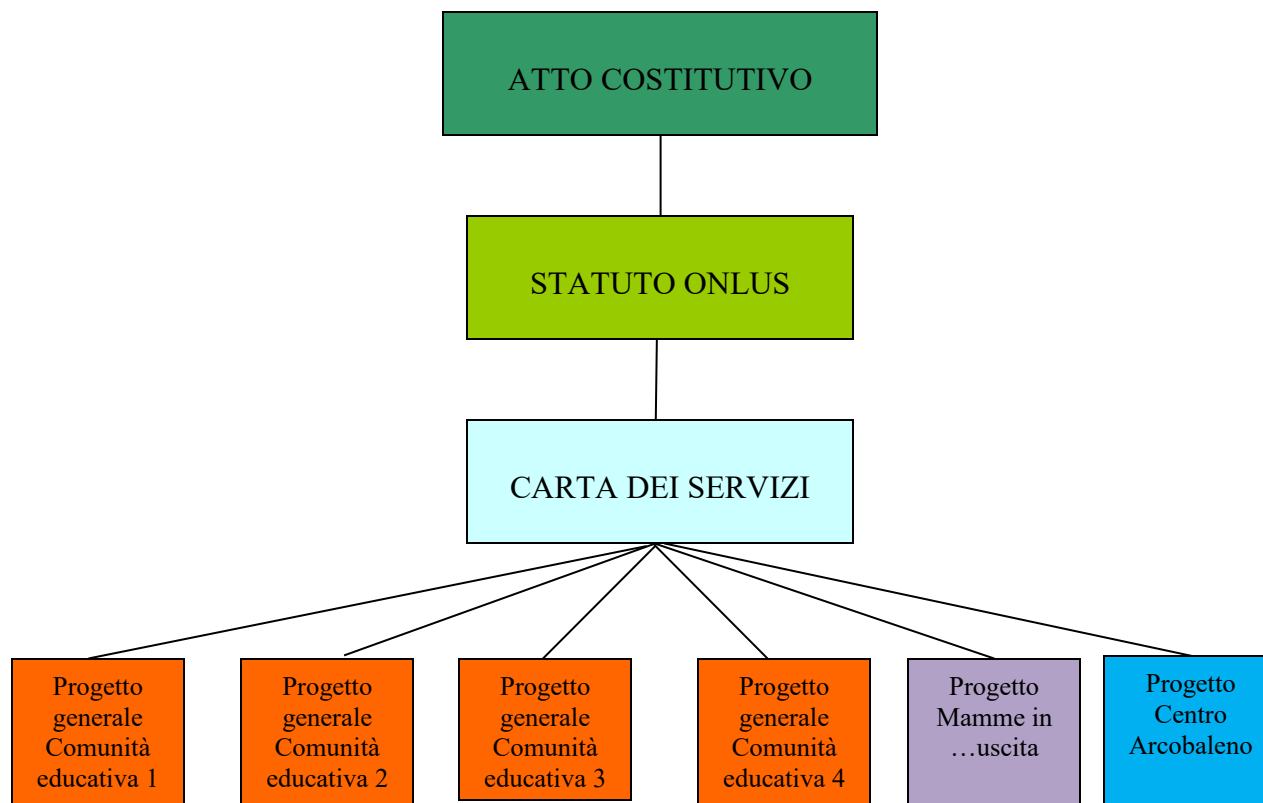 ATTO COSTITUTIVO
STATUTO ONLUS
CARTA DEI SERVIZI
Progetto
generale
Comunità
educativa 1
Progetto
generale
Comunità
educativa 2
Progetto
generale
Comunità
educativa 3
Progetto
generale
Comunità
educativa 4
Progetto
Mamme in
…uscita
Progetto
Centro
Arcobaleno